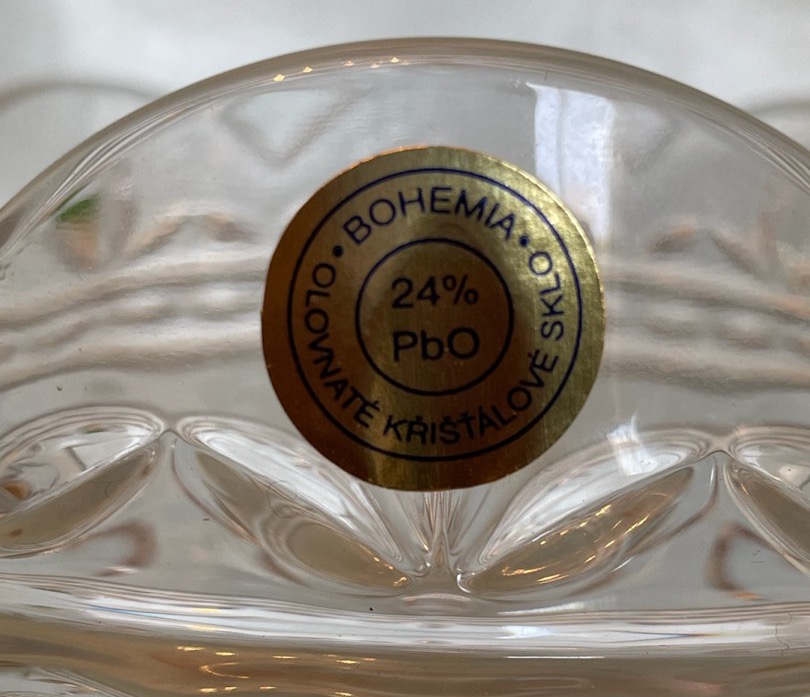 • BOHEMIA •
OLOVNATÉ KŘIŠŤÁLOVÉ SKLO
24%
PbO